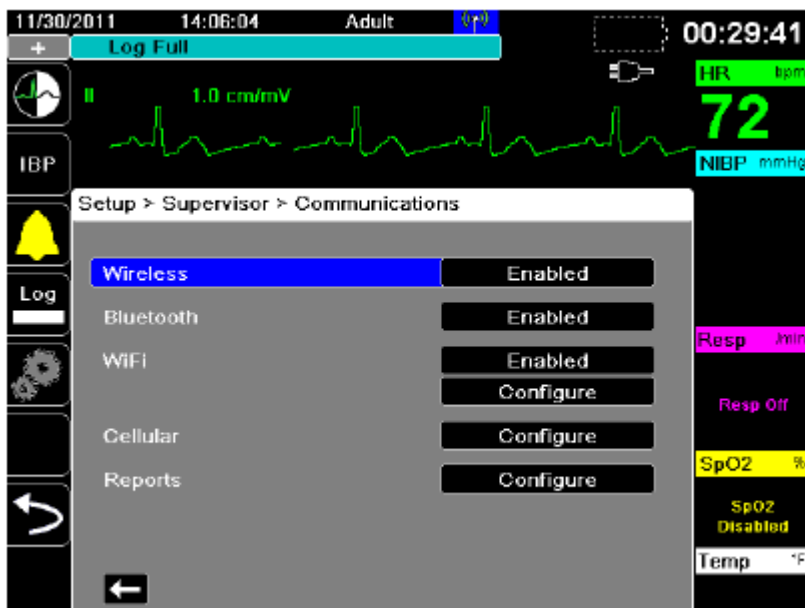 11/30/2011 14:06:04 Adult
00:29:41
+ Log Full
HR bpm
II 1.0 cm/mV
72
IBP
NIBP mmHg
Setup > Supervisor > Communications
Wireless Enabled
Log
Bluetooth Enabled
Resp /min
WiFi Enabled
Configure
Resp Off
Cellular Configure
SpO2 %
Reports Configure
SpO2
Disabled
Temp °F